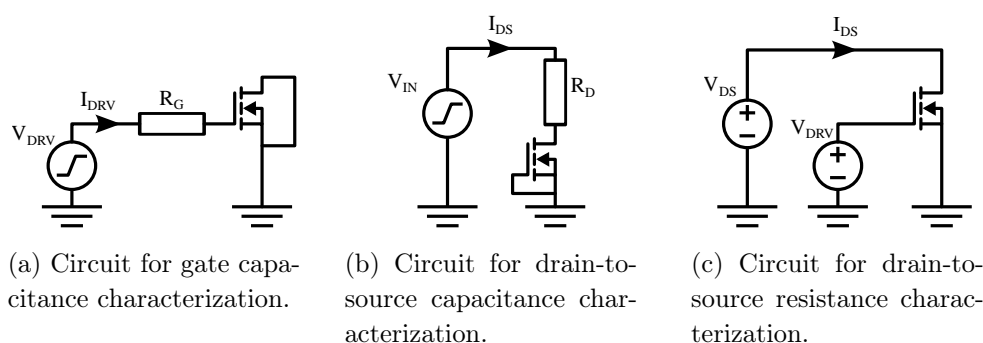 I_DRV
R_G
V_DRV
(a) Circuit for gate capa-
citance characterization.
I_DS
V_IN
R_D
(b) Circuit for drain-to-
source capacitance char-
acterization.
I_DS
V_DS
V_DRV
(c) Circuit for drain-to-
source resistance charac-
terization.